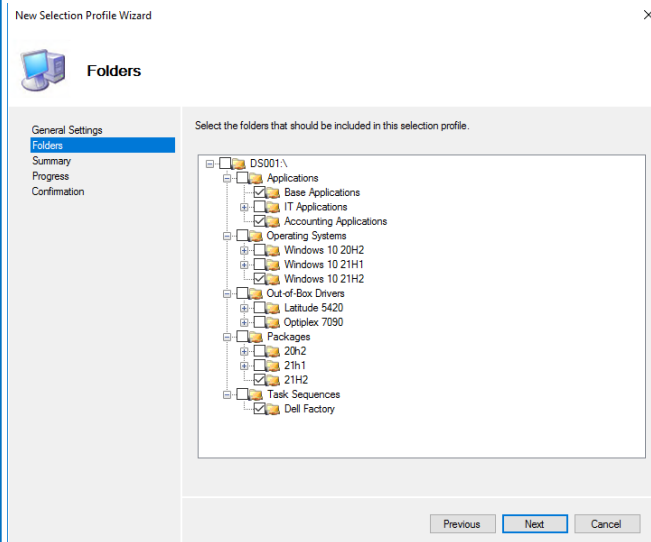 New Selection Profile Wizard
Folders
General Settings
Folders
Summary
Progress
Confirmation
Select the folders that should be included in this selection profile.
DS001:\
Applications
Base Applications
IT Applications
Accounting Applications
Operating Systems
Windows 10 20H2
Windows 10 21H1
Windows 10 21H2
Out-of-Box Drivers
Latitude 5420
Optiplex 7090
Packages
20h2
21h1
21H2
Task Sequences
Dell Factory
Previous Next Cancel